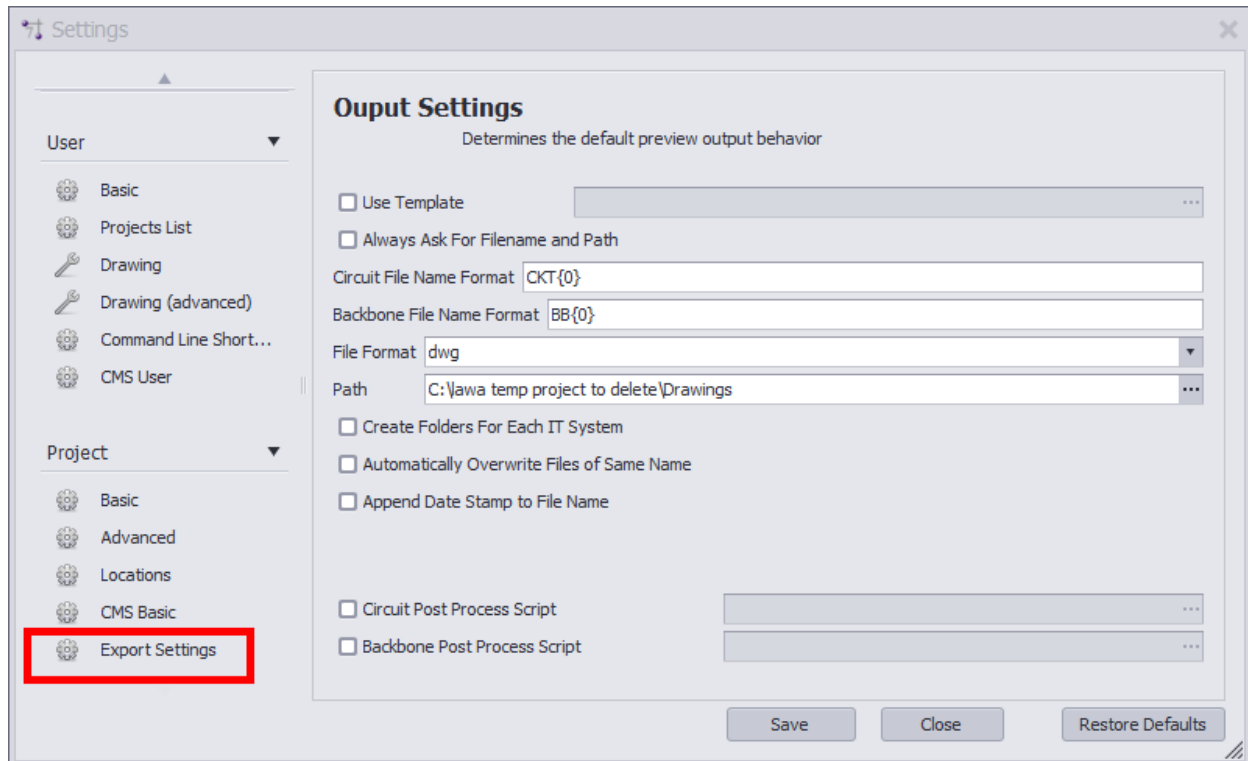 Settings
User
Basic
Projects List
Drawing
Drawing (advanced)
Command Line Short...
CMS User
Project
Basic
Advanced
Locations
CMS Basic
Export Settings
Ouput Settings
Determines the default preview output behavior
Use Template ...
Always Ask For Filename and Path
Circuit File Name Format CKT{0}
Backbone File Name Format BB{0}
File Format dwg
Path C:\lawa temp project to delete\Drawings ...
Create Folders For Each IT System
Automatically Overwrite Files of Same Name
Append Date Stamp to File Name
Circuit Post Process Script ...
Backbone Post Process Script ...
Save Close Restore Defaults